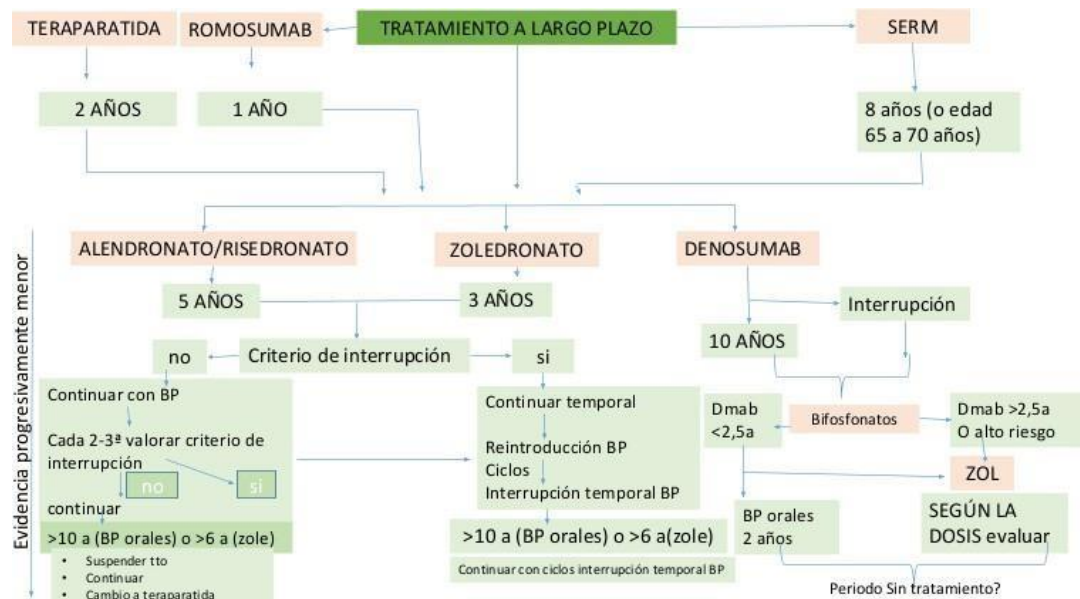 TERAPARATIDA
ROMOSUMAB
TRATAMIENTO A LARGO PLAZO
SERM
2 AÑOS
1 AÑO
8 años (o edad
65 a 70 años)
Evidencia progresivamente menor
ALENDRONATO/RISEDRONATO
ZOLEDRONATO
DENOSUMAB
5 AÑOS
3 AÑOS
Interrupción
10 AÑOS
no
Criterio de interrupción
si
Continuar con BP
Cada 2-3ª valorar criterio de
interrupción
no
si
continuar
>10 a (BP orales) o >6 a(zole)
• Suspender tto
• Continuar
• Cambio a teraparatida
Continuar temporal
Reintroducción BP
Ciclos
Interrupción temporal BP
>10 a (BP orales) o >6 a(zole)
Continuar con ciclos interrupción temporal BP
Dmab
<2,5a
Bifosfonatos
Dmab >2,5a
O alto riesgo
ZOL
BP orales
2 años
SEGÚN LA
DOSIS evaluar
Periodo Sin tratamiento?